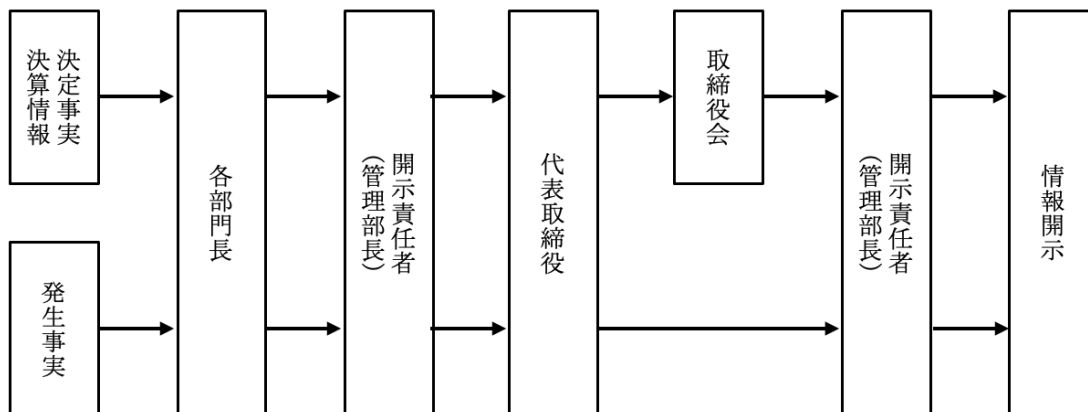 決定事実
決算情報
発生事実
各部門長
開示責任者
（管理部長）
代表取締役
取締役会
開示責任者
（管理部長）
情報開示